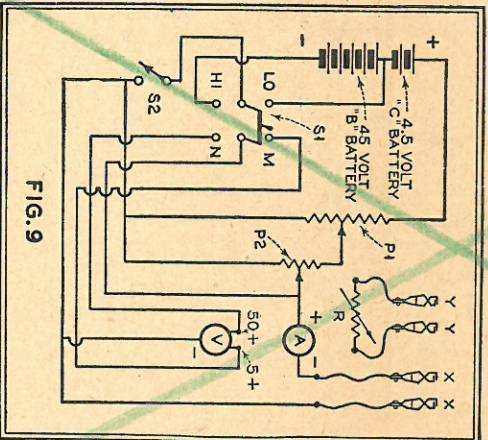 +
4.5 VOLT
"C" BATTERY
45 VOLT
"B" BATTERY
-
LO
HI
S1
M
N
S2
P1
P2
Y
Y
R
X
X
+
A
-
50+
5+
V
-
FIG.9